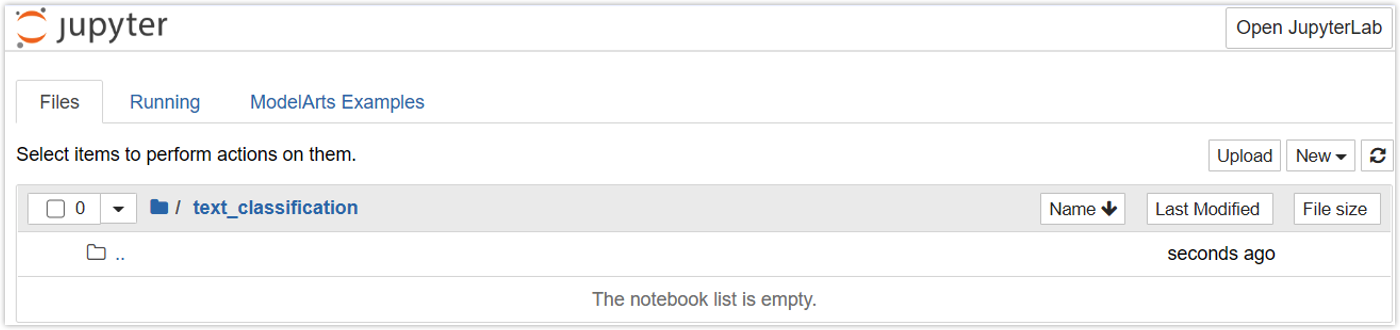 jupyter Open JupyterLab
Files Running ModelArts Examples
Select items to perform actions on them. Upload New
0 / text_classification Name Last Modified File size
.. seconds ago
The notebook list is empty.